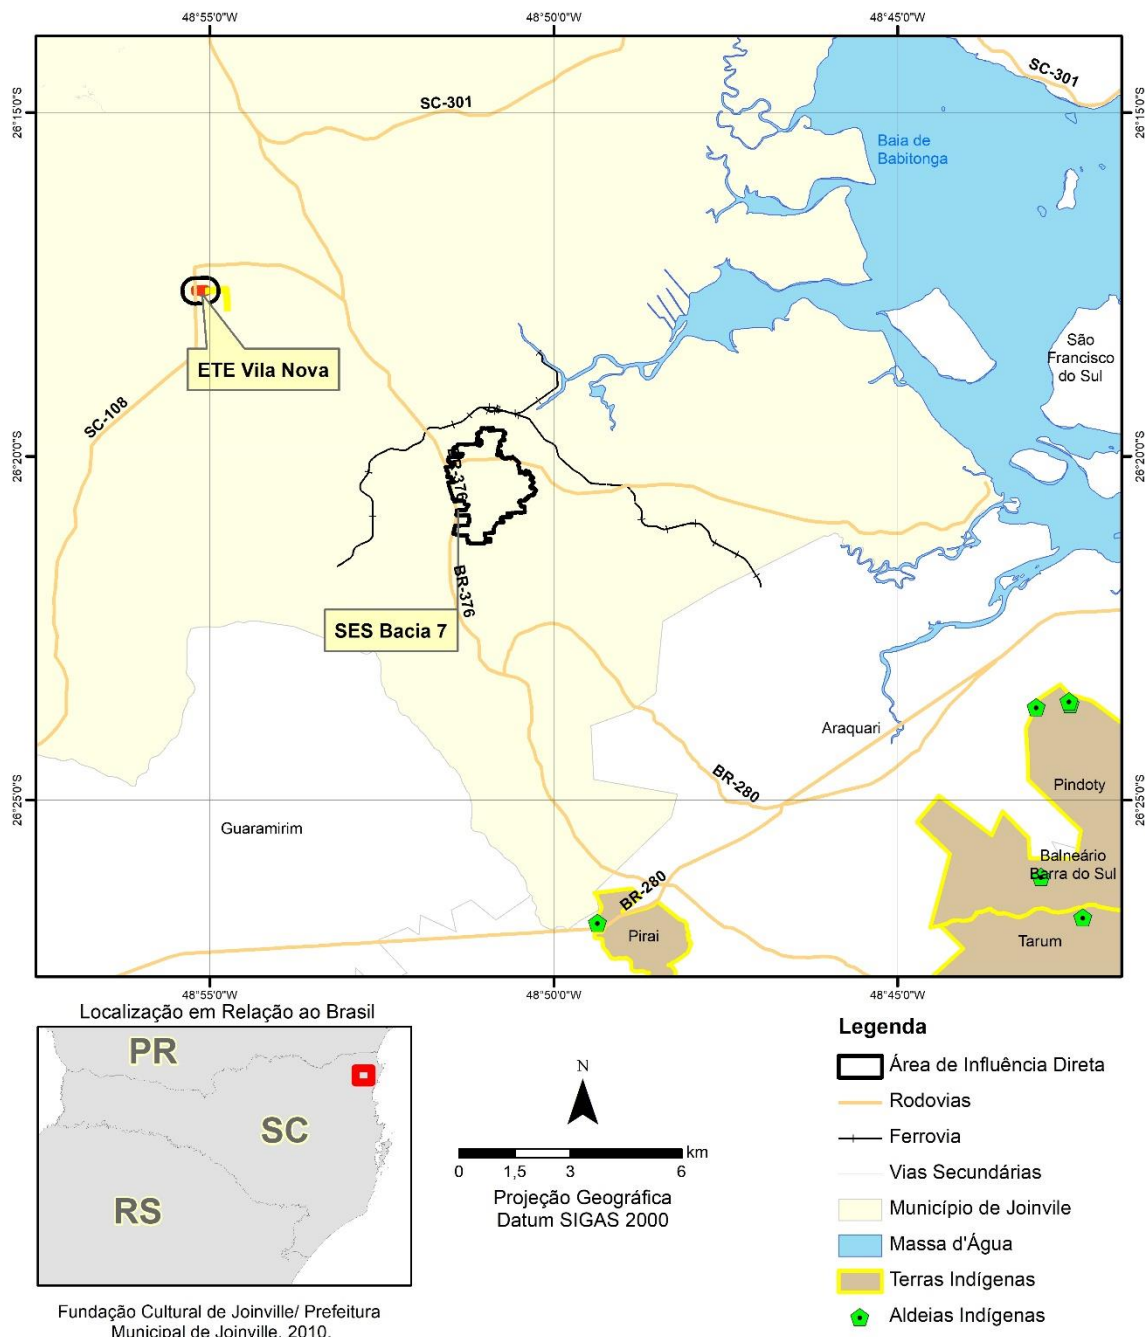 48°55'0"W
48°50'0"W
48°45'0"W
SC-301
SC-301
26°15'0"S
26°15'0"S
Baia de
Babitonga
ETE Vila Nova
São
Francisco
do Sul
SC-108
26°20'0"S
26°20'0"S
BR-376
BR-376
SES Bacia 7
Araquari
BR-280
Pindoty
26°25'0"S
26°25'0"S
Guaramirim
Balneário
Barra do Sul
BR-280
Pirai
Tarum
48°55'0"W
48°50'0"W
48°45'0"W
Localização em Relação ao Brasil
PR
SC
RS
Fundação Cultural de Joinville/ Prefeitura
Municipal de Joinville, 2010.
N
km
0
1,5
3
6
Projeção Geográfica
Datum SIGAS 2000
Legenda
Área de Influência Direta
Rodovias
Ferrovia
Vias Secundárias
Município de Joinvile
Massa d'Água
Terras Indígenas
Aldeias Indígenas